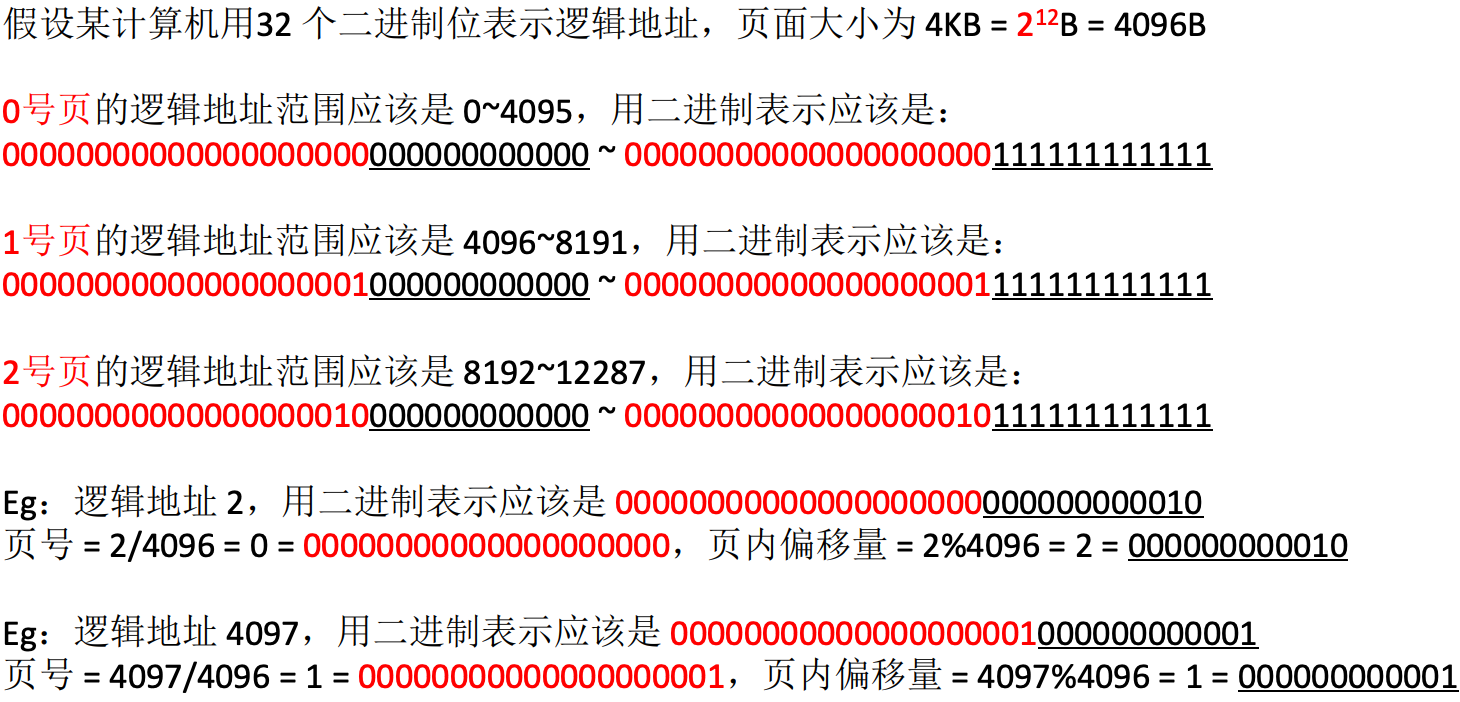 假设某计算机用32 个二进制位表示逻辑地址，页面大小为 4KB = 2¹²B = 4096B
0号页的逻辑地址范围应该是 0~4095，用二进制表示应该是：
00000000000000000000000000000000 ~ 00000000000000000000111111111111
1号页的逻辑地址范围应该是 4096~8191，用二进制表示应该是：
00000000000000000001000000000000 ~ 00000000000000000001111111111111
2号页的逻辑地址范围应该是 8192~12287，用二进制表示应该是：
00000000000000000010000000000000 ~ 00000000000000000010111111111111
Eg：逻辑地址 2，用二进制表示应该是 00000000000000000000000000000010
页号 = 2/4096 = 0 = 00000000000000000000，页内偏移量 = 2%4096 = 2 = 000000000010
Eg：逻辑地址 4097，用二进制表示应该是 00000000000000000001000000000001
页号 = 4097/4096 = 1 = 00000000000000000001，页内偏移量 = 4097%4096 = 1 = 000000000001